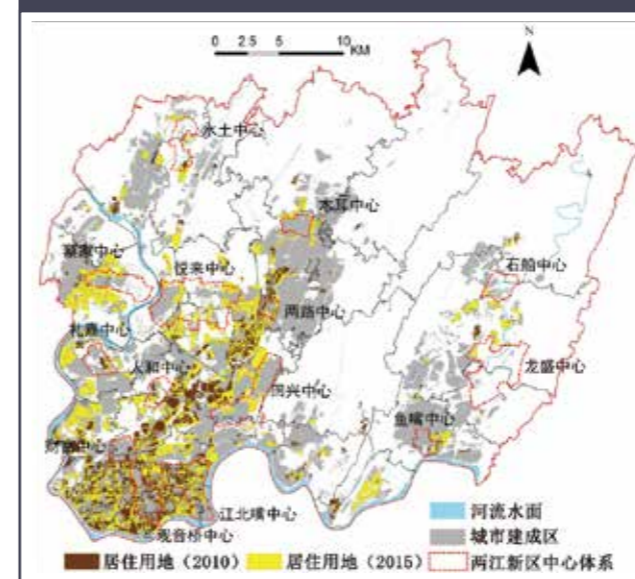 0 2.5 5 10
KM
N
水土中心
木耳中心
蔡家中心
悦来中心
石船中心
两路中心
礼嘉中心
人和中心
龙盛中心
回兴中心
鱼嘴中心
财富中心
江北嘴中心
观音桥中心
河流水面
城市建成区
居住用地（2010）
居住用地（2015）
两江新区中心体系